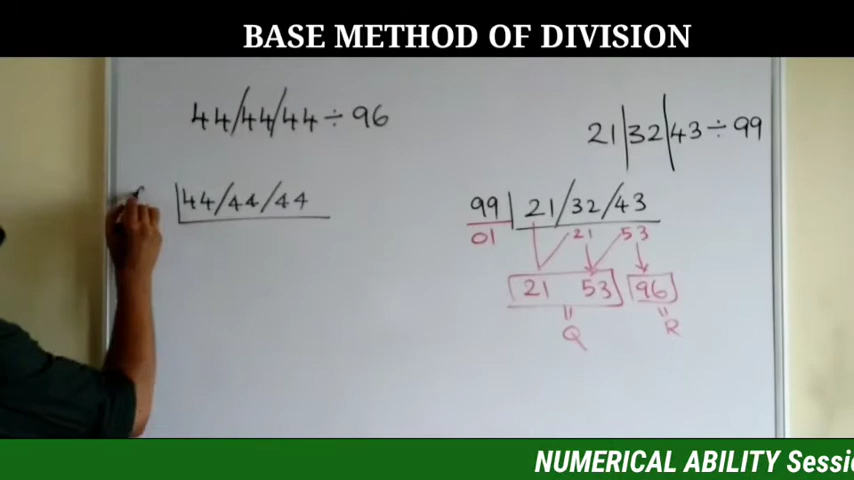 BASE METHOD OF DIVISION
44/44/44÷96
21|32|43÷99
44/44/44
99 21/32/43
01 21 53
21 53 96
= =
Q R
NUMERICAL ABILITY Sessi